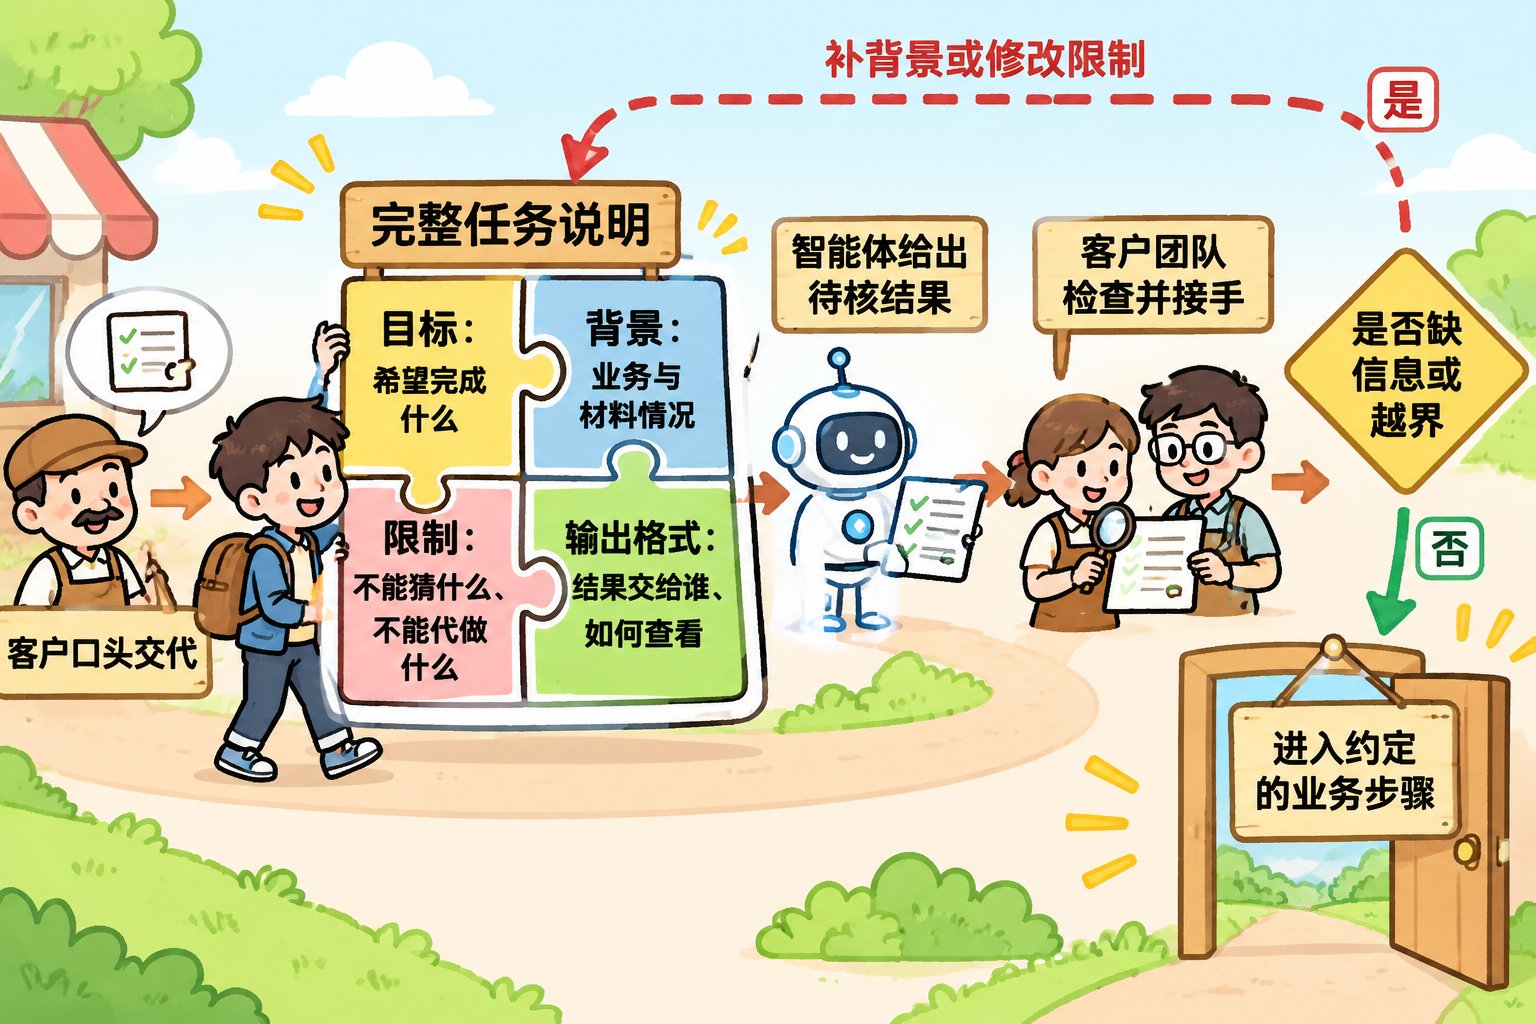 补背景或修改限制
是
完整任务说明
目标：
希望完成
什么
背景：
业务与
材料情况
限制：
不能猜什么、
不能代做
什么
输出格式：
结果交给谁、
如何查看
客户口头交代
智能体给出
待核结果
客户团队
检查并接手
是否缺
信息或
越界
否
进入约定
的业务步骤